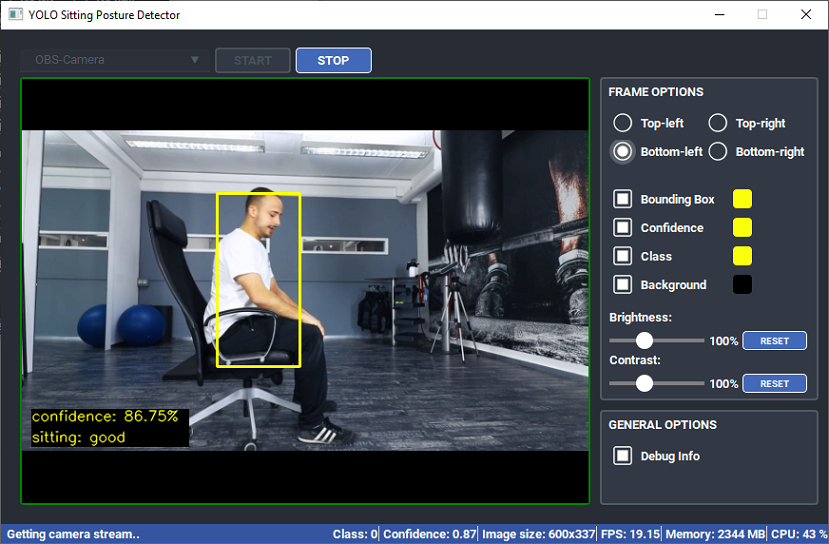 YOLO Sitting Posture Detector
OBS-Camera
START
STOP
FRAME OPTIONS
Top-left
Top-right
Bottom-left
Bottom-right
Bounding Box
Confidence
Class
Background
Brightness:
100%
RESET
Contrast:
100%
RESET
confidence: 86.75%
sitting: good
GENERAL OPTIONS
Debug Info
Getting camera stream..
Class: 0
Confidence: 0.87
Image size: 600x337
FPS: 19.15
Memory: 2344 MB
CPU: 43 %